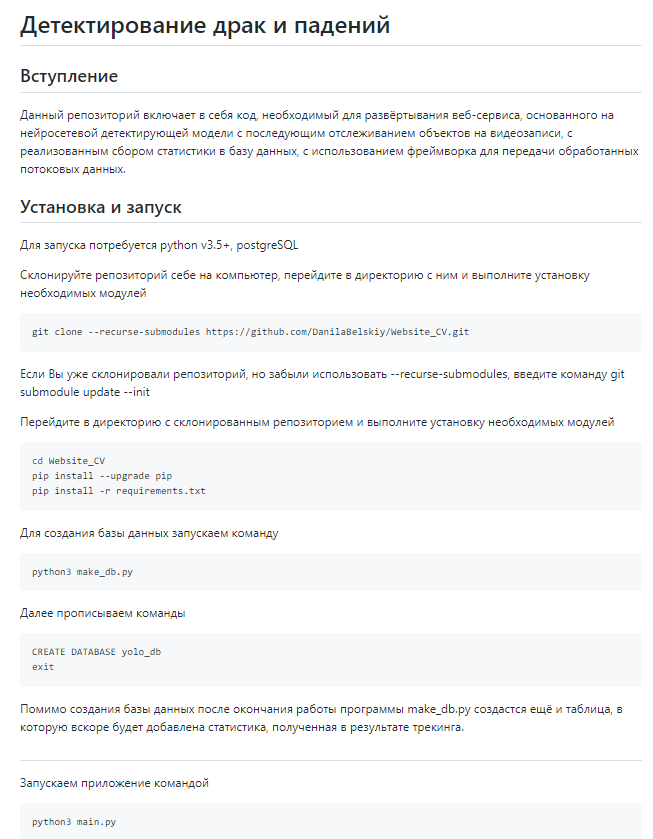 Детектирование драк и падений
Вступление
Данный репозиторий включает в себя код, необходимый для развёртывания веб-сервиса, основанного на
нейросетевой детектирующей модели с последующим отслеживанием объектов на видеозаписи, с
реализованным сбором статистики в базу данных, с использованием фреймворка для передачи обработанных
потоковых данных.
Установка и запуск
Для запуска потребуется python v3.5+, postgreSQL
Склонируйте репозиторий себе на компьютер, перейдите в директорию с ним и выполните установку
необходимых модулей
git clone --recurse-submodules https://github.com/DanilaBelskiy/Website_CV.git
Если Вы уже склонировали репозиторий, но забыли использовать --recurse-submodules, введите команду git
submodule update --init
Перейдите в директорию с склонированным репозиторием и выполните установку необходимых модулей
cd Website_CV
pip install --upgrade pip
pip install -r requirements.txt
Для создания базы данных запускаем команду
python3 make_db.py
Далее прописываем команды
CREATE DATABASE yolo_db
exit
Помимо создания базы данных после окончания работы программы make_db.py создастся ещё и таблица, в
которую вскоре будет добавлена статистика, полученная в результате трекинга.
Запускаем приложение командой
python3 main.py